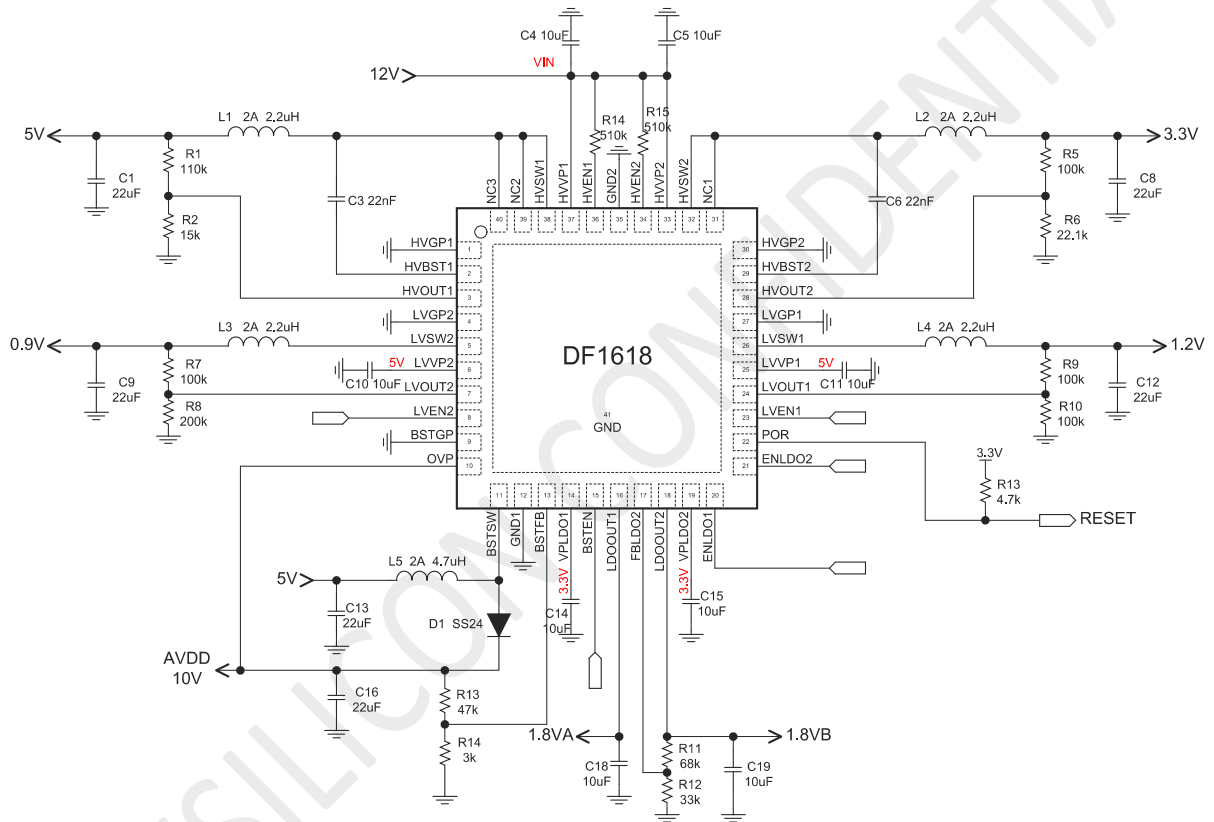 C4 10uF
C5 10uF
VIN
12V
R14
510k
R15
510k
L1 2A 2.2uH
L2 2A 2.2uH
5V
3.3V
R1
110k
R5
100k
C1
22uF
C8
22uF
C3 22nF
C6 22nF
R2
15k
R6
22.1k
NC3
NC2
HVSW1
HVVP1
HVEN1
GND2
HVEN2
HVVP2
HVSW2
NC1
40
39
38
37
36
35
34
33
32
31
HVGP1
1
30
HVGP2
HVBST1
2
29
HVBST2
HVOUT1
3
28
HVOUT2
LVGP2
4
27
LVGP1
L3 2A 2.2uH
L4 2A 2.2uH
0.9V
LVSW2
5
26
LVSW1
1.2V
5V
LVVP2
6
25
LVVP1
5V
C10 10uF
C11 10uF
R7
100k
R9
100k
C9
22uF
C12
22uF
LVOUT2
7
24
LVOUT1
R8
200k
R10
100k
LVEN2
8
23
LVEN1
BSTGP
9
22
POR
OVP
10
21
ENLDO2
DF1618
41
GND
3.3V
R13
4.7k
RESET
11
12
13
14
15
16
17
18
19
20
BSTSW
GND1
BSTFB
VPLDO1
BSTEN
LDOOUT1
FBLDO2
LDOOUT2
VPLDO2
ENLDO1
3.3V
3.3V
L5 2A 4.7uH
5V
C13
22uF
D1 SS24
C14
10uF
C15
10uF
AVDD
10V
C16
22uF
R13
47k
R14
3k
1.8VA
1.8VB
C18
10uF
R11
68k
R12
33k
C19
10uF
SILICON CONFIDENTIA